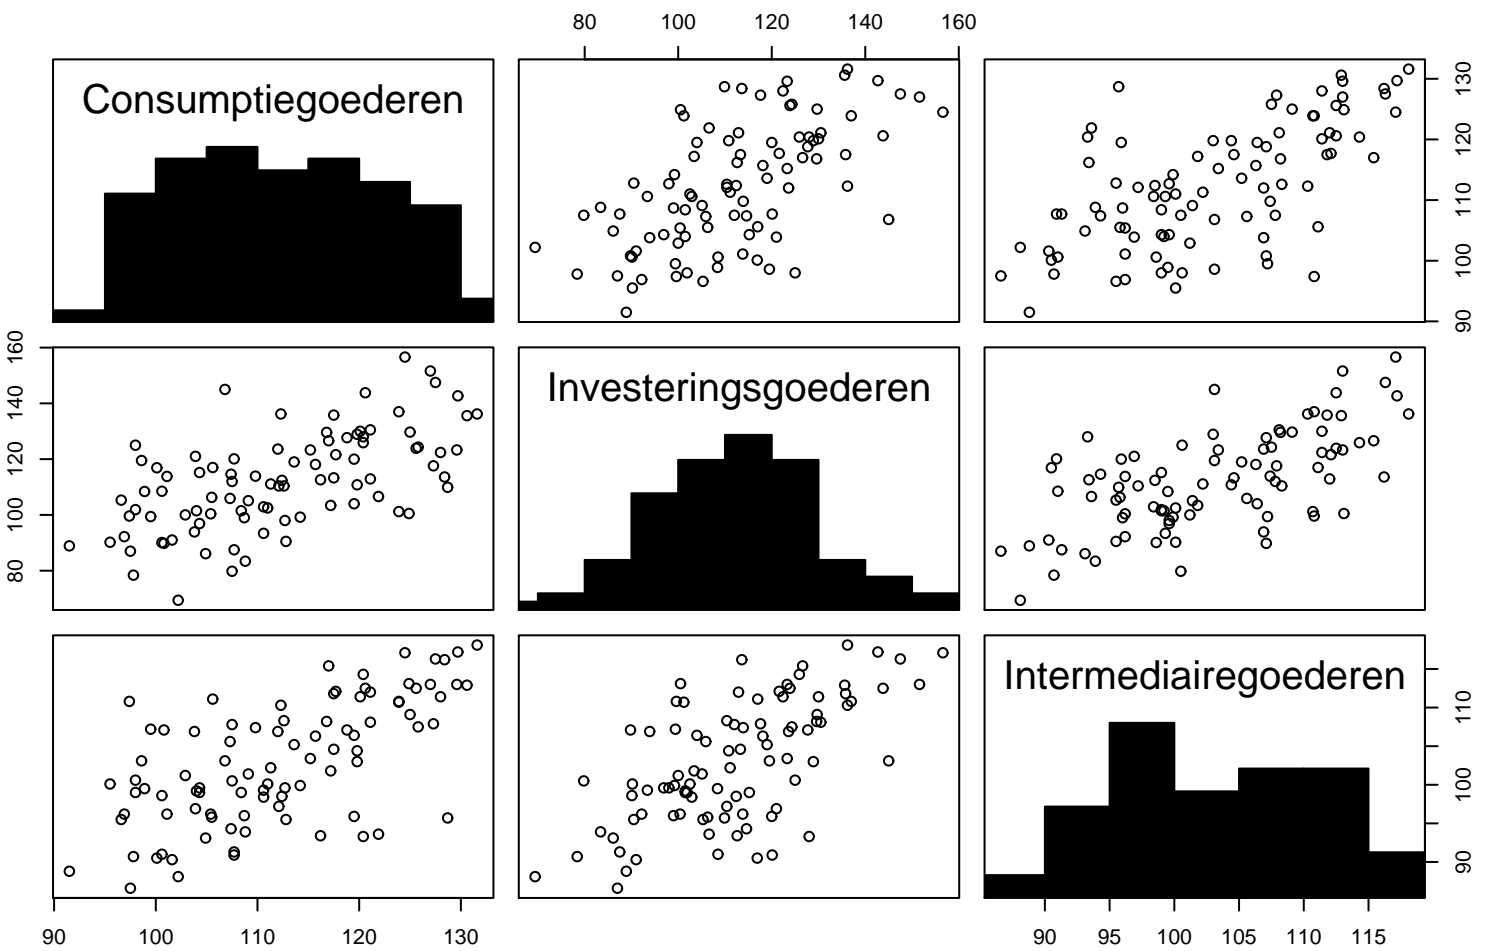 80 100 120 140 160
Consumptiegoederen
90 100 110 120 130
80 100 120 140 160
Investeringsgoederen
Intermediairegoederen
90 100 110
90 100 110 120 130
90 95 100 105 110 115